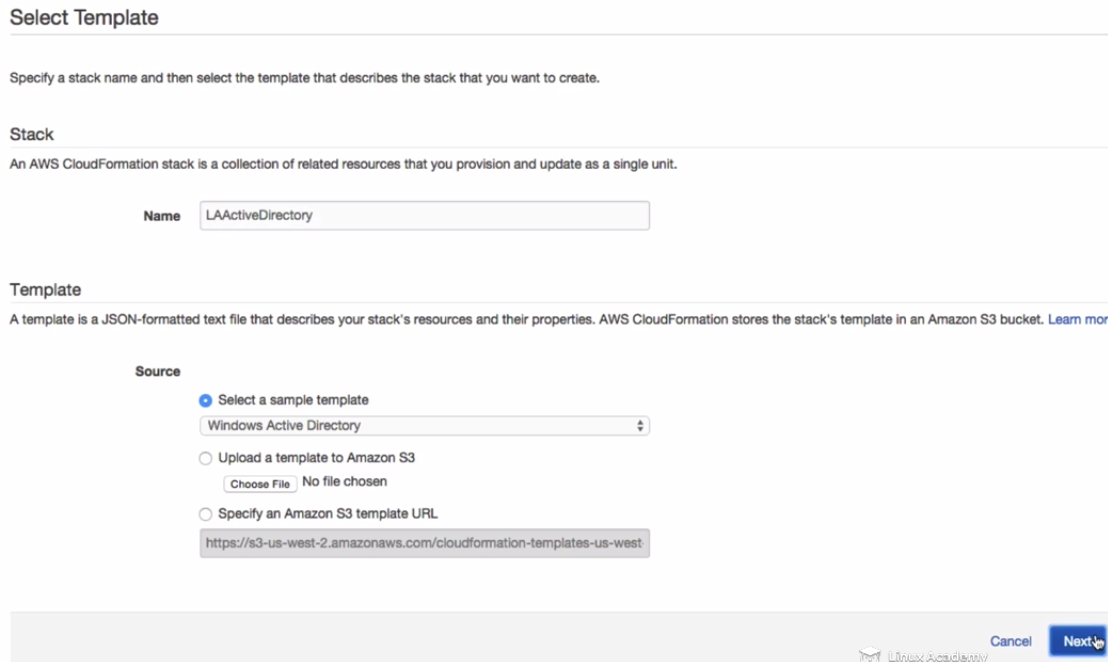 Select Template
Specify a stack name and then select the template that describes the stack that you want to create.
Stack
An AWS CloudFormation stack is a collection of related resources that you provision and update as a single unit.
Name LAActiveDirectory
Template
A template is a JSON-formatted text file that describes your stack's resources and their properties. AWS CloudFormation stores the stack's template in an Amazon S3 bucket. Learn mor
Source
Select a sample template
Windows Active Directory
Upload a template to Amazon S3
Choose File No file chosen
Specify an Amazon S3 template URL
https://s3-us-west-2.amazonaws.com/cloudformation-templates-us-west-
Cancel Next
Linux Academy